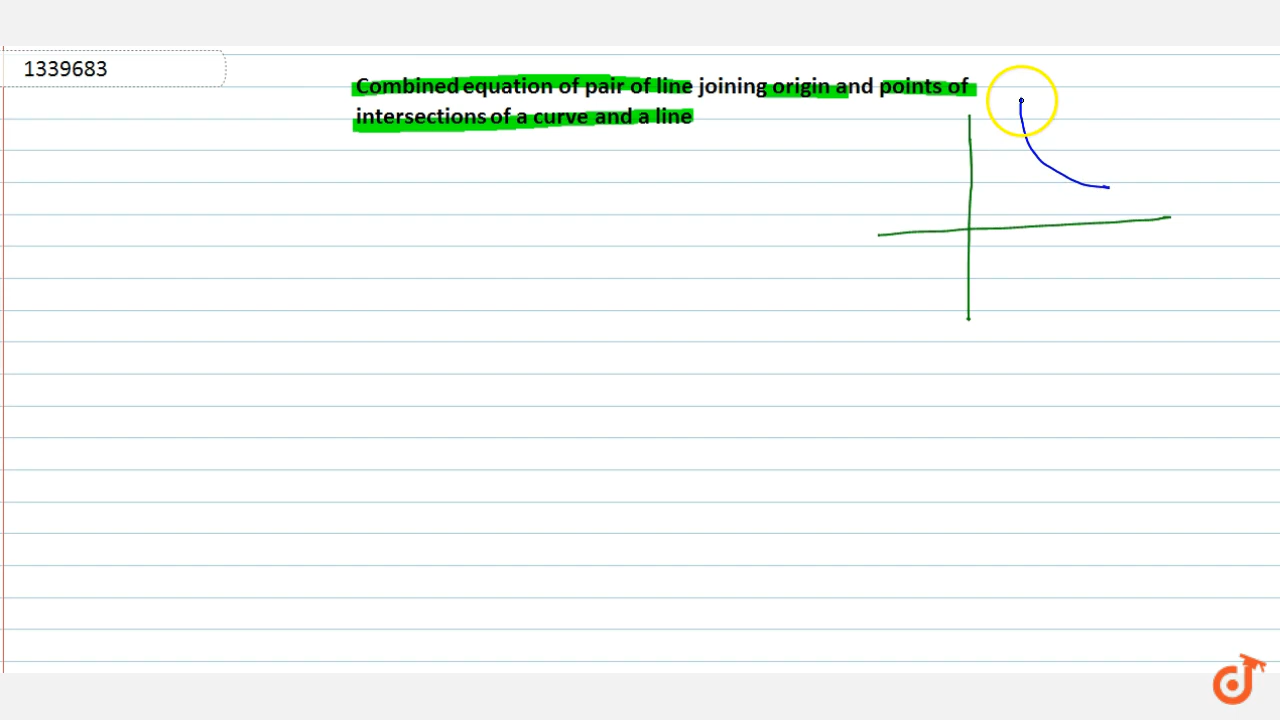 1339683
Combined equation of pair of line joining origin and points of
intersections of a curve and a line